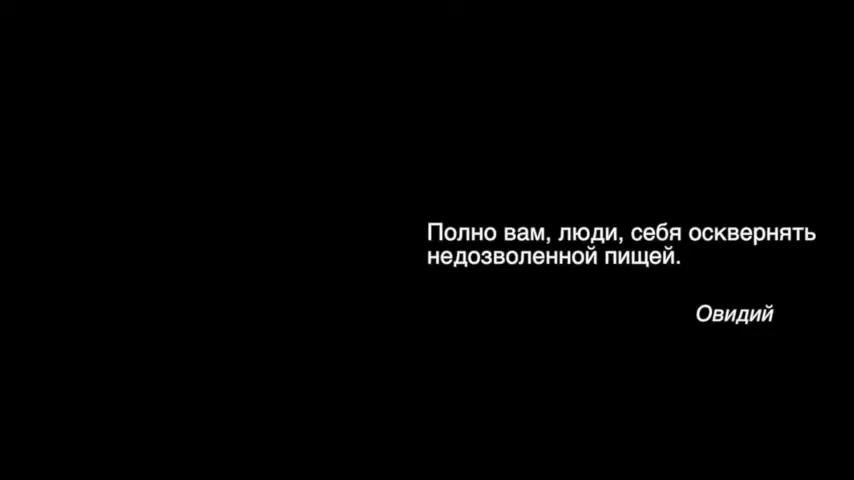 Полно вам, люди, себя осквернять
недозволенной пищей.
Овидий